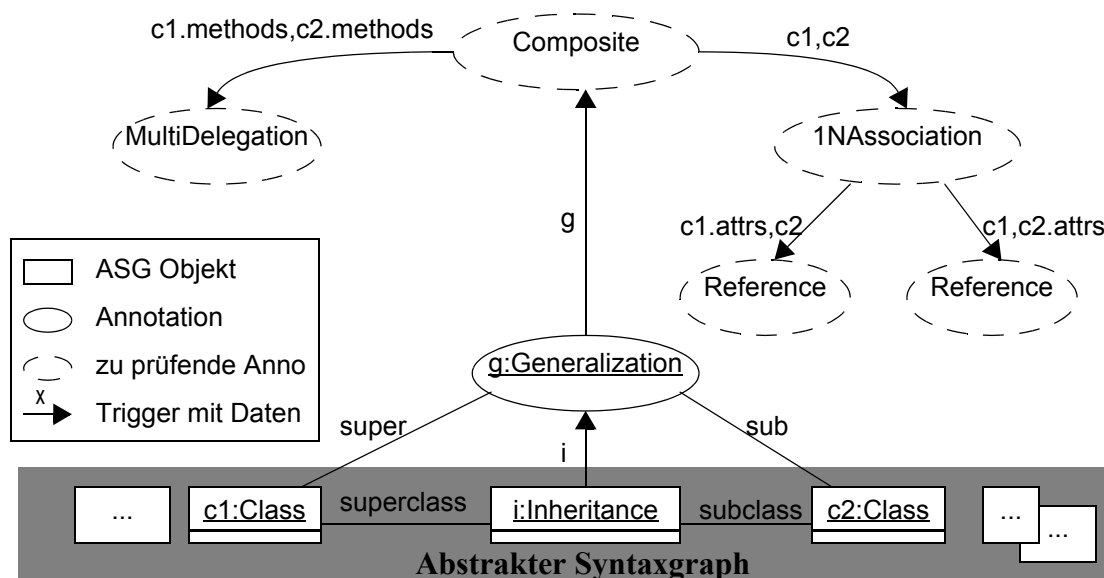 c1.methods,c2.methods
Composite
c1,c2
MultiDelegation
1NAssociation
g
c1.attrs,c2
c1,c2.attrs
ASG Objekt
Annotation
zu prüfende Anno
x
Trigger mit Daten
Reference
Reference
g:Generalization
super
sub
i
...
c1:Class
superclass
i:Inheritance
subclass
c2:Class
...
...
Abstrakter Syntaxgraph